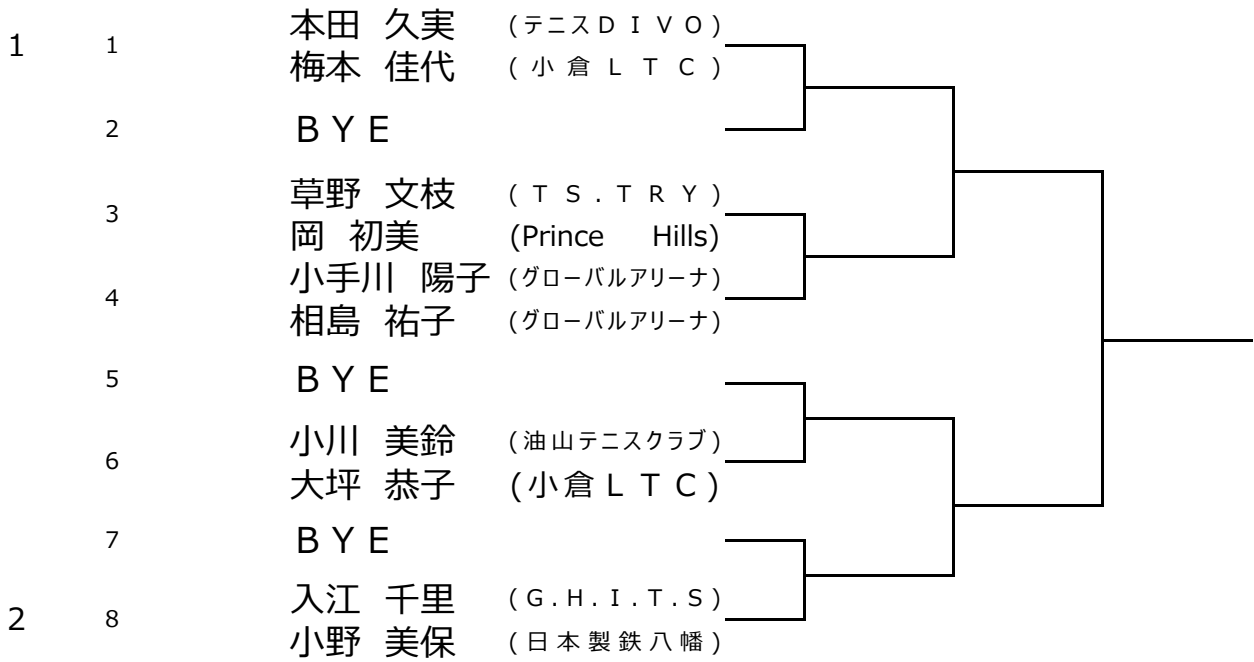 1 1 本田 久実 (テニスＤＩＶＯ)
梅本 佳代 (小倉ＬＴＣ)
2 ＢＹＥ
3 草野 文枝 (ＴＳ.ＴＲＹ)
岡 初美 (Prince Hills)
4 小手川 陽子 (グローバルアリーナ)
相島 祐子 (グローバルアリーナ)
5 ＢＹＥ
6 小川 美鈴 (油山テニスクラブ)
大坪 恭子 (小倉ＬＴＣ)
7 ＢＹＥ
2 8 入江 千里 (Ｇ.Ｈ.Ｉ.Ｔ.Ｓ)
小野 美保 (日本製鉄八幡)